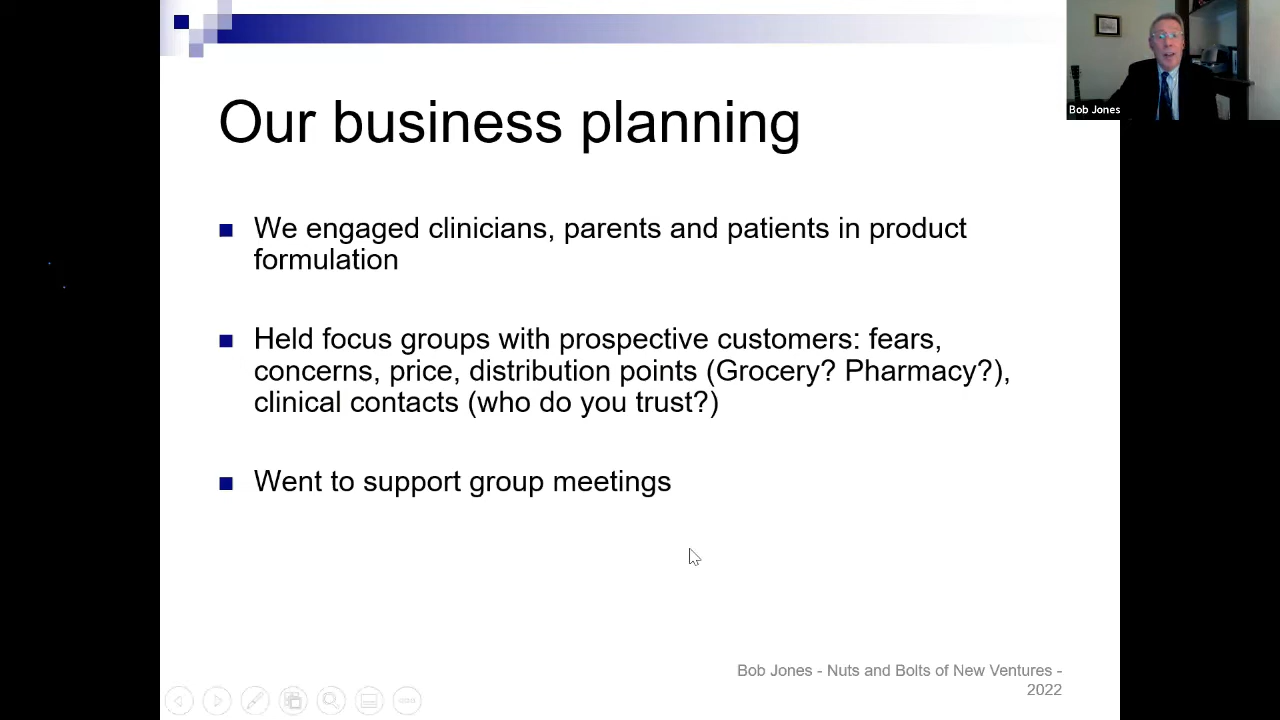 Our business planning
We engaged clinicians, parents and patients in product
formulation
Held focus groups with prospective customers: fears,
concerns, price, distribution points (Grocery? Pharmacy?),
clinical contacts (who do you trust?)
Went to support group meetings
Bob Jones - Nuts and Bolts of New Ventures -
2022
Bob Jones